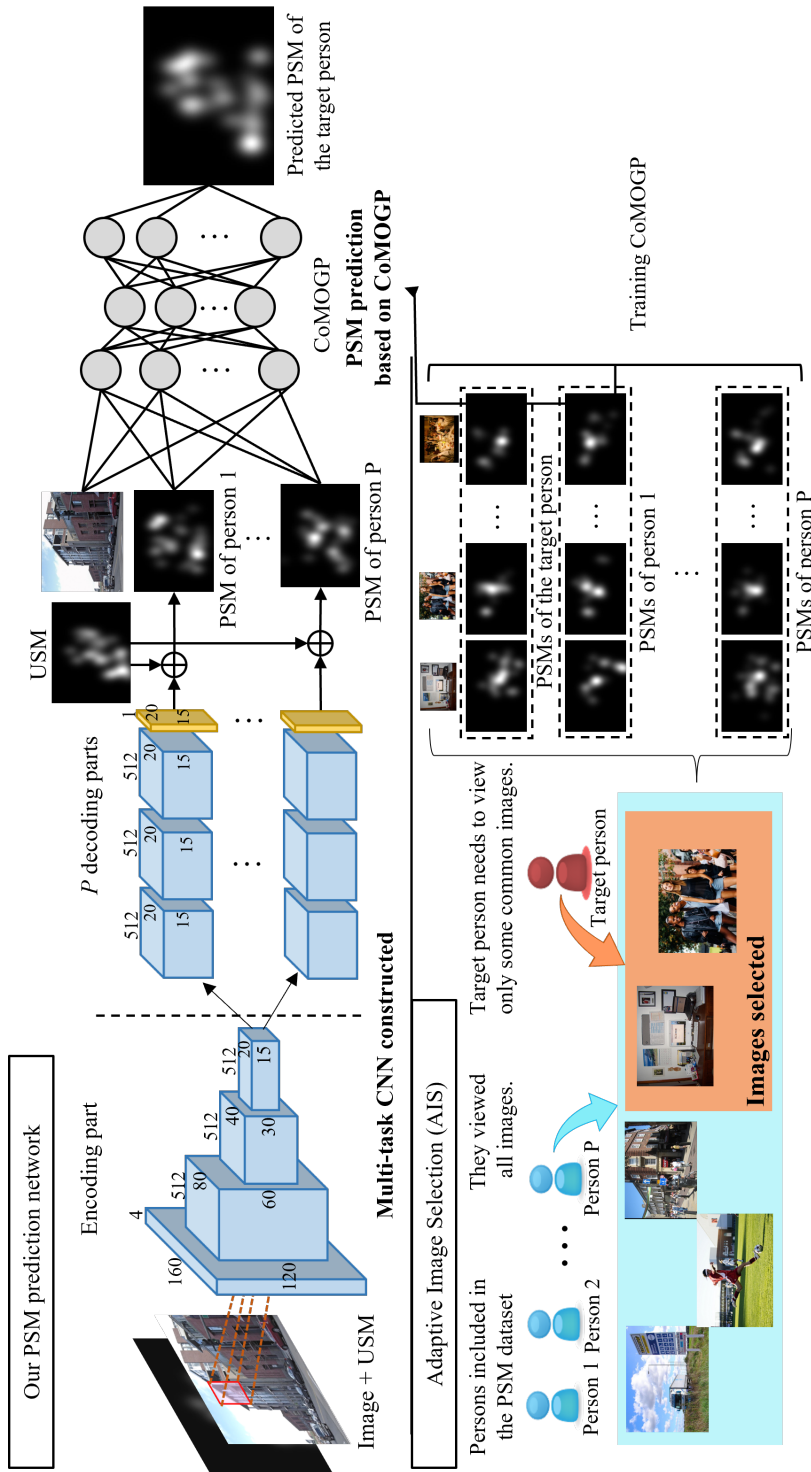 Our PSM prediction network
Encoding part
P decoding parts
USM
4
160
120
512
80
60
512
40
30
512
20
15
512
20
15
512
20
15
512
20
15
1
20
15
...
...
Image + USM
Multi-task CNN constructed
PSM of person 1
...
PSM of person P
...
...
...
CoMOGP
PSM prediction
based on CoMOGP
Predicted PSM of
the target person
Adaptive Image Selection (AIS)
Persons included in
the PSM dataset
They viewed
all images.
Target person needs to view
only some common images.
Person 1
Person 2
...
Person P
Target person
Images selected
...
PSMs of the target person
...
PSMs of person 1
...
...
PSMs of person P
Training CoMOGP